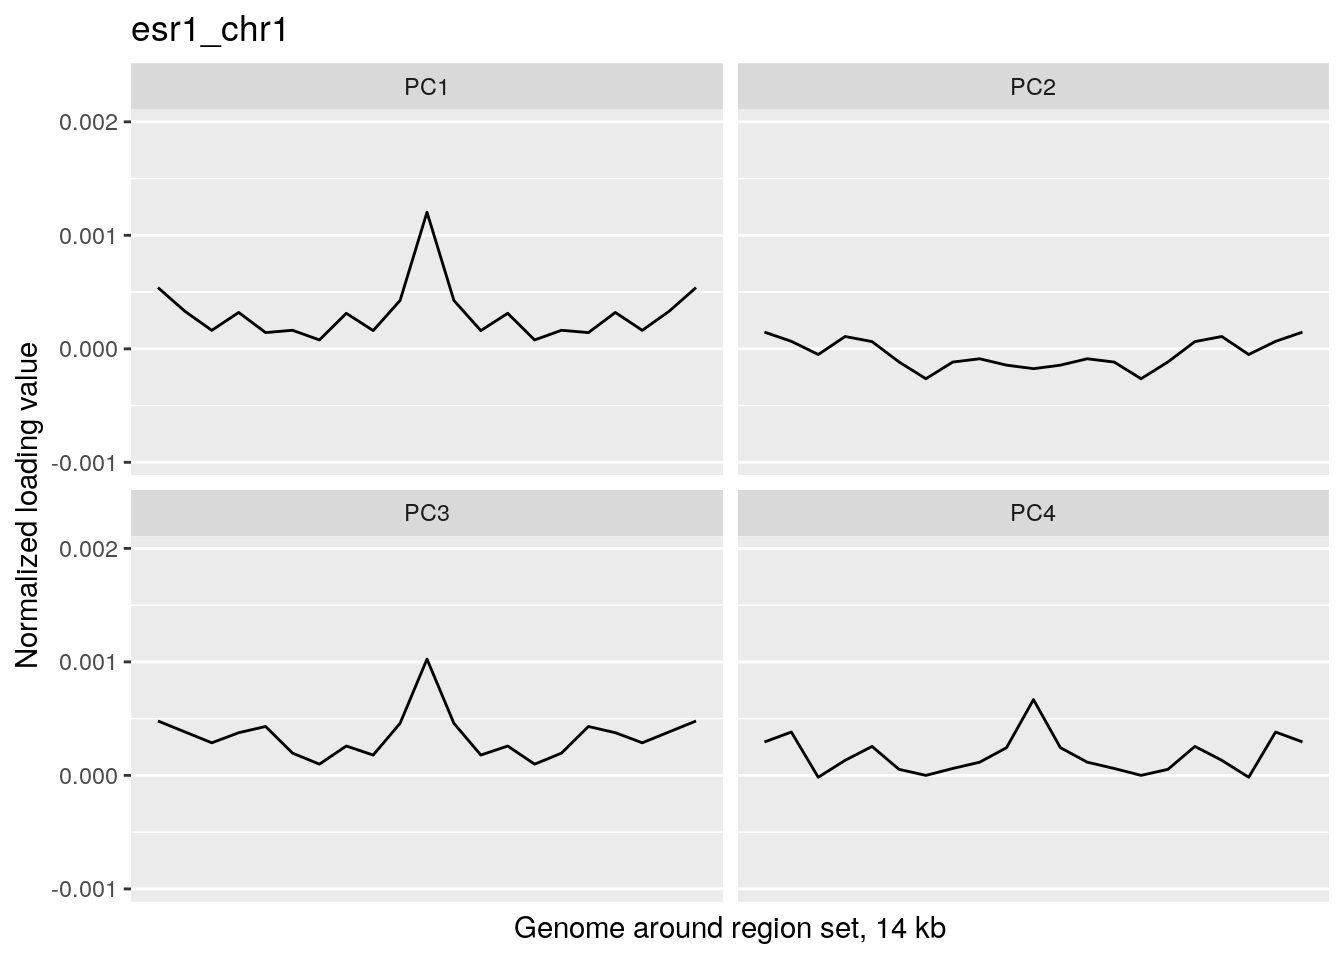 esr1_chr1
PC1
PC2
0.002
0.001
0.000
-0.001
PC3
PC4
0.002
0.001
0.000
-0.001
Normalized loading value
Genome around region set, 14 kb